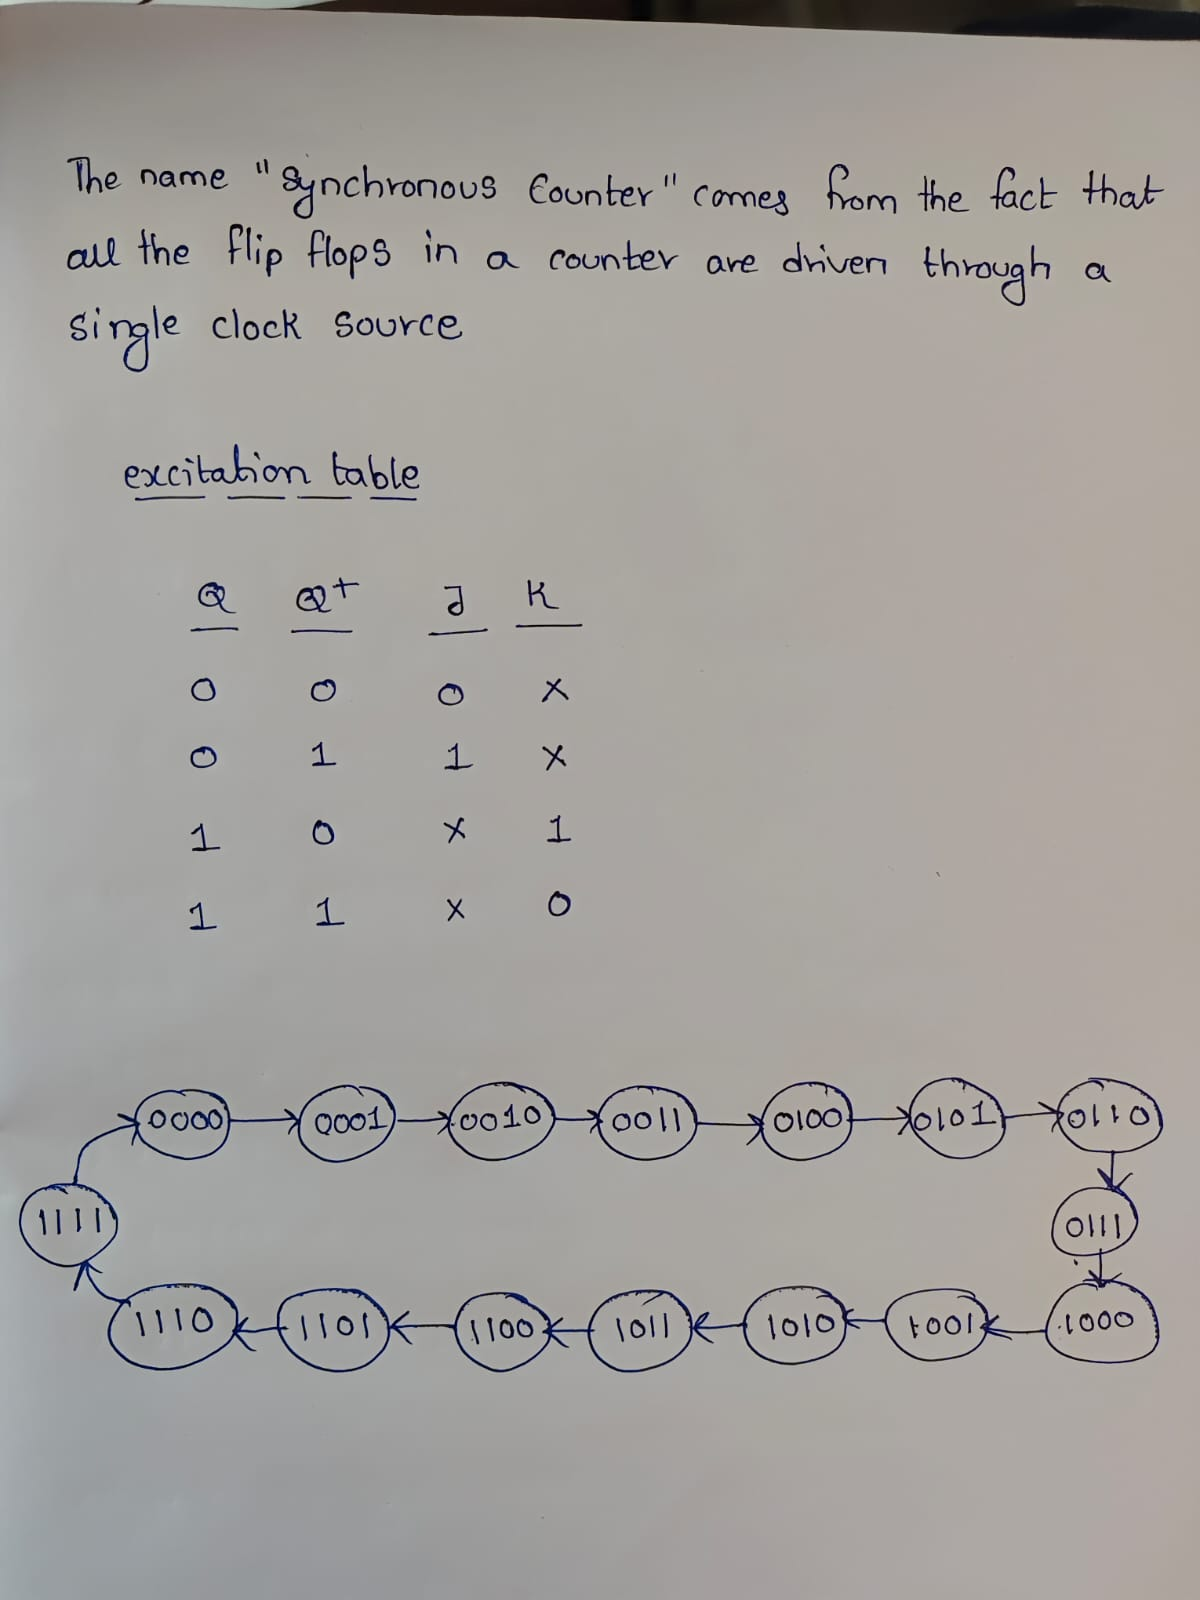 The name "Synchronous Counter" comes from the fact that
all the flip flops in a counter are driven through a
single clock source
excitation table
Q Q+ J K
0 0 0 x
0 1 1 x
1 0 x 1
1 1 x 0
0000 0001 0010 0011 0100 0101 0110
1111 0111
1110 1101 1100 1011 1010 1001 1000